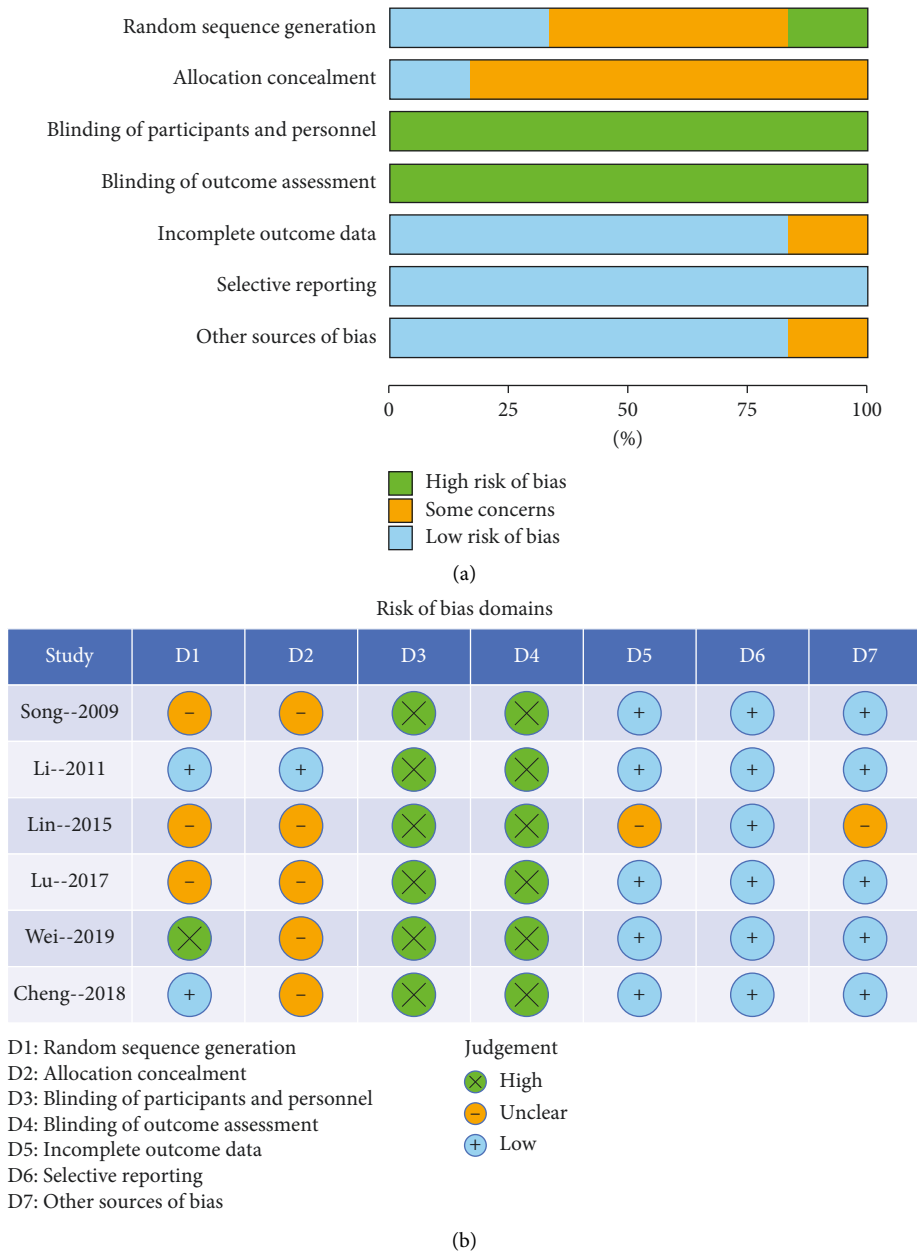 Random sequence generation
Allocation concealment
Blinding of participants and personnel
Blinding of outcome assessment
Incomplete outcome data
Selective reporting
Other sources of bias
0 25 50 75 100
(%)
High risk of bias
Some concerns
Low risk of bias
(a)
Risk of bias domains
Study D1 D2 D3 D4 D5 D6 D7
Song--2009 – – × × + + +
Li--2011 + + × × + + +
Lin--2015 – – × × – + –
Lu--2017 – – × × + + +
Wei--2019 × – × × + + +
Cheng--2018 + – × × + + +
D1: Random sequence generation
D2: Allocation concealment
D3: Blinding of participants and personnel
D4: Blinding of outcome assessment
D5: Incomplete outcome data
D6: Selective reporting
D7: Other sources of bias
Judgement
× High
– Unclear
+ Low
(b)